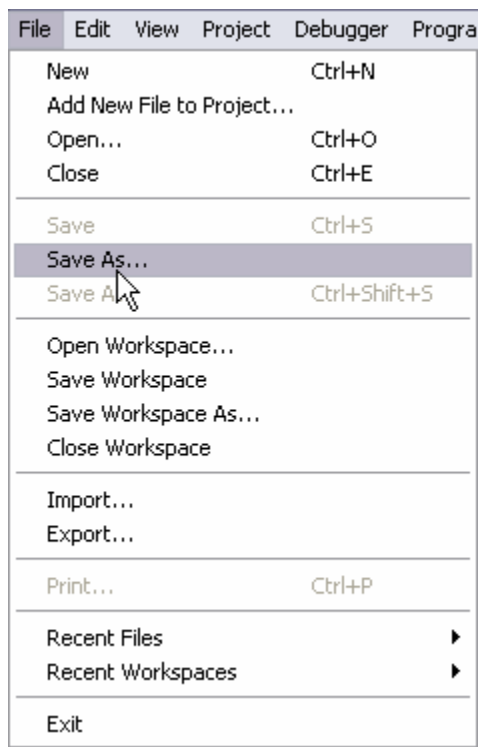 File Edit View Project Debugger Progra
New Ctrl+N
Add New File to Project...
Open... Ctrl+O
Close Ctrl+E
Save Ctrl+S
Save As...
Save Ctrl+Shift+S
Open Workspace...
Save Workspace
Save Workspace As...
Close Workspace
Import...
Export...
Print... Ctrl+P
Recent Files
Recent Workspaces
Exit